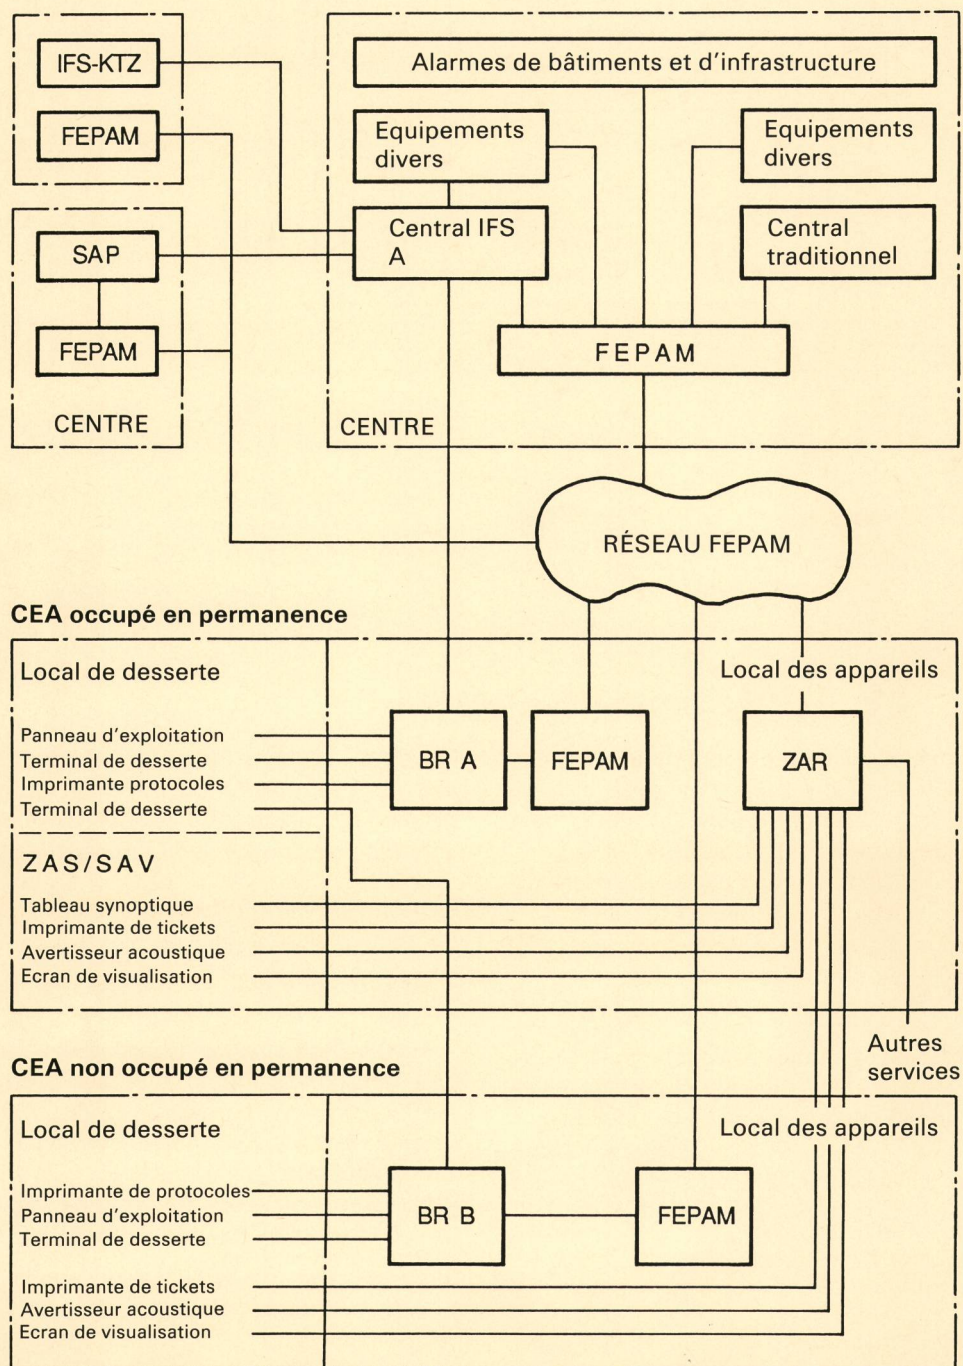 IFS-KTZ
FEPAM
SAP
FEPAM
CENTRE
Alarmes de bâtiments et d'infrastructure
Equipements
divers
Equipements
divers
Central IFS
A
Central
traditionnel
FEPAM
CENTRE
RÉSEAU FEPAM
CEA occupé en permanence
Local de desserte
Local des appareils
Panneau d'exploitation
Terminal de desserte
Imprimante protocoles
Terminal de desserte
BR A
FEPAM
ZAR
ZAS/SAV
Tableau synoptique
Imprimante de tickets
Avertisseur acoustique
Ecran de visualisation
Autres
services
CEA non occupé en permanence
Local de desserte
Local des appareils
Imprimante de protocoles
Panneau d'exploitation
Terminal de desserte
BR B
FEPAM
Imprimante de tickets
Avertisseur acoustique
Ecran de visualisation